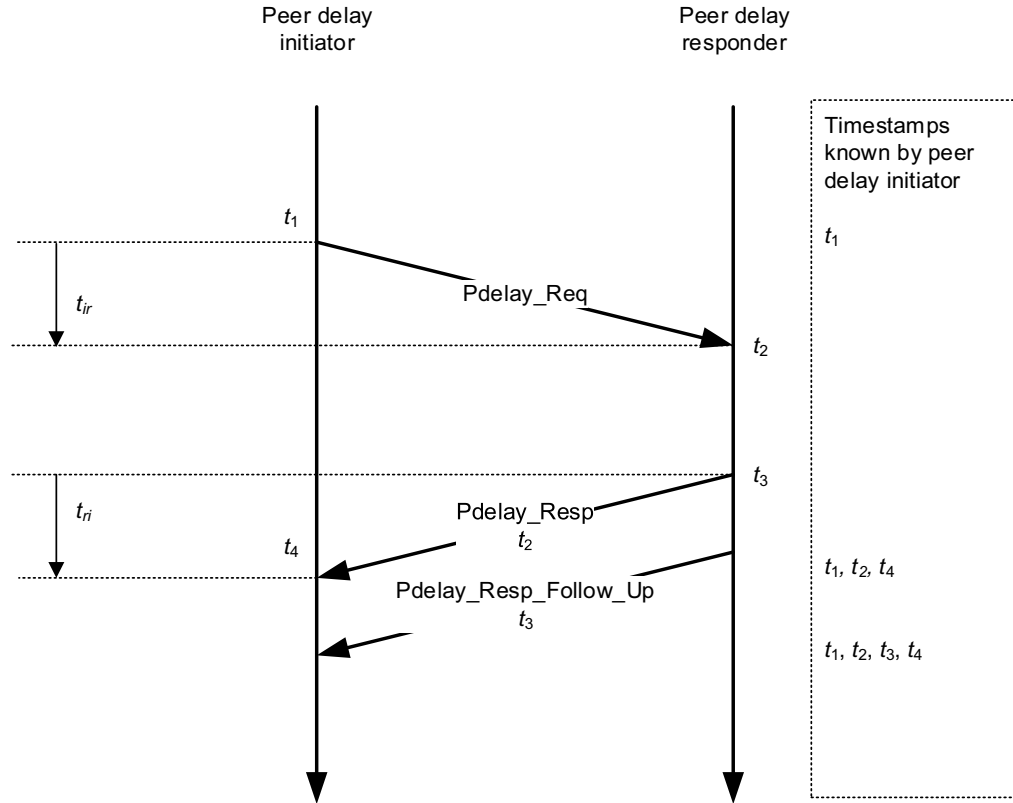 Peer delay
initiator
Peer delay
responder
Timestamps
known by peer
delay initiator
t1
t1
Pdelay_Req
tir
t2
t3
Pdelay_Resp
tri
t2
t4
t1, t2, t4
Pdelay_Resp_Follow_Up
t3
t1, t2, t3, t4